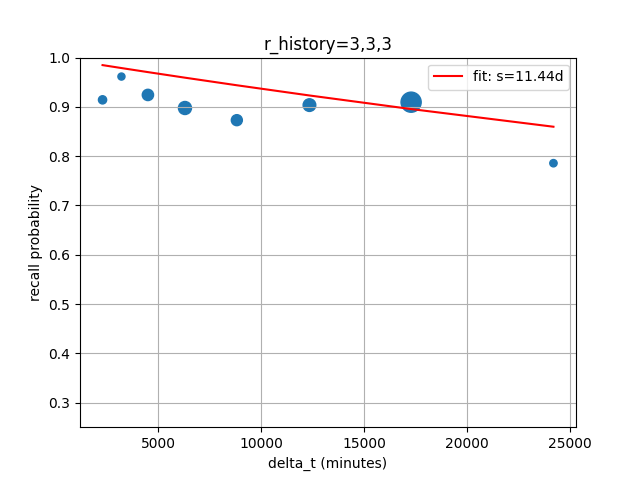 r_history=3,3,3
fit: s=11.44d
recall probability
1.0
0.9
0.8
0.7
0.6
0.5
0.4
0.3
5000 10000 15000 20000 25000
delta_t (minutes)